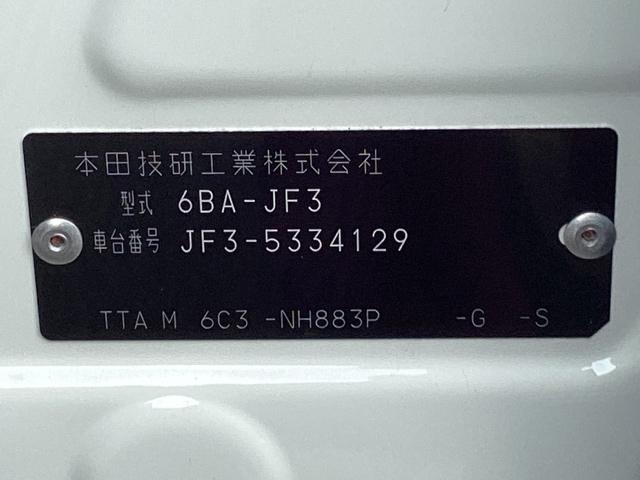 本田技研工業株式会社
型式 6BA-JF3
車台番号 JF3-5334129
TTA M 6C3 -NH883P -G -S